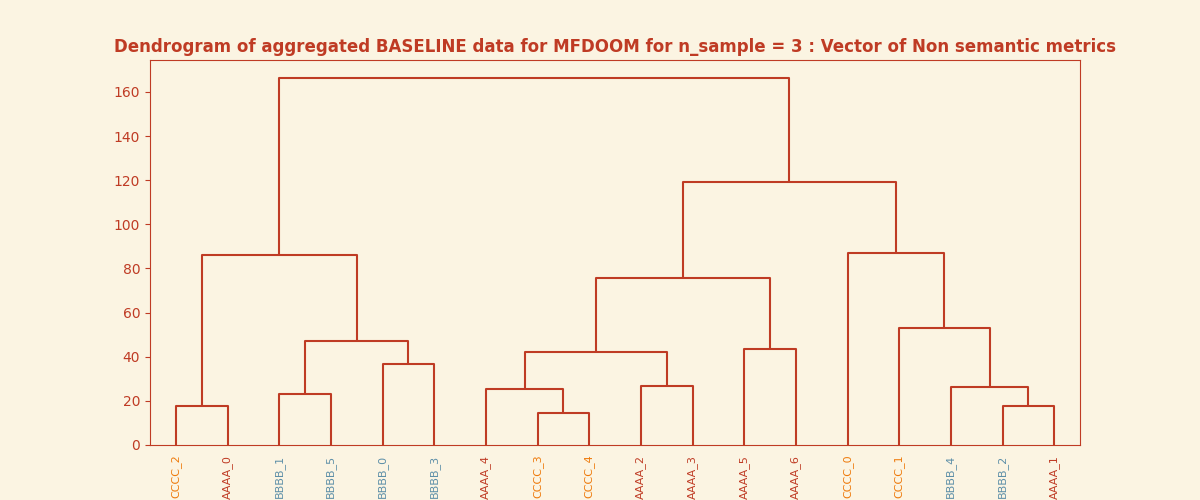 Dendrogram of aggregated BASELINE data for MFDOOM for n_sample = 3 : Vector of Non semantic metrics
160
140
120
100
80
60
40
20
0
CCCC_2
AAAA_0
BBBB_1
BBBB_5
BBBB_0
BBBB_3
AAAA_4
CCCC_3
CCCC_4
AAAA_2
AAAA_3
AAAA_5
AAAA_6
CCCC_0
CCCC_1
BBBB_4
BBBB_2
AAAA_1